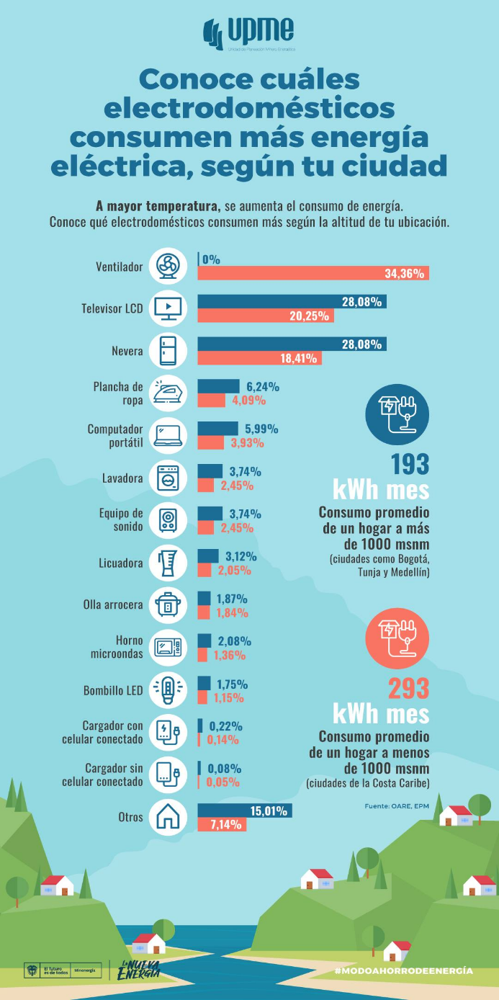 upme
Unidad de Planeación Minero Energética
Conoce cuáles
electrodomésticos
consumen más energía
eléctrica, según tu ciudad
A mayor temperatura, se aumenta el consumo de energía.
Conoce qué electrodomésticos consumen más según la altitud de tu ubicación.
Ventilador
0%
34,36%
Televisor LCD
28,08%
20,25%
Nevera
28,08%
18,41%
Plancha de
ropa
6,24%
4,09%
Computador
portátil
5,99%
3,93%
Lavadora
3,74%
2,45%
Equipo de
sonido
3,74%
2,45%
Licuadora
3,12%
2,05%
Olla arrocera
1,87%
1,84%
Horno
microondas
2,08%
1,36%
Bombillo LED
1,75%
1,15%
Cargador con
celular conectado
0,22%
0,14%
Cargador sin
celular conectado
0,08%
0,05%
Otros
15,01%
7,14%
193
kWh mes
Consumo promedio
de un hogar a más
de 1000 msnm
(ciudades como Bogotá,
Tunja y Medellín)
293
kWh mes
Consumo promedio
de un hogar a menos
de 1000 msnm
(ciudades de la Costa Caribe)
Fuente: OARE, EPM
El futuro
es de todos
Minenergía
LA NUEVA
ENERGÍA
#MODOAHORRODEENERGÍA